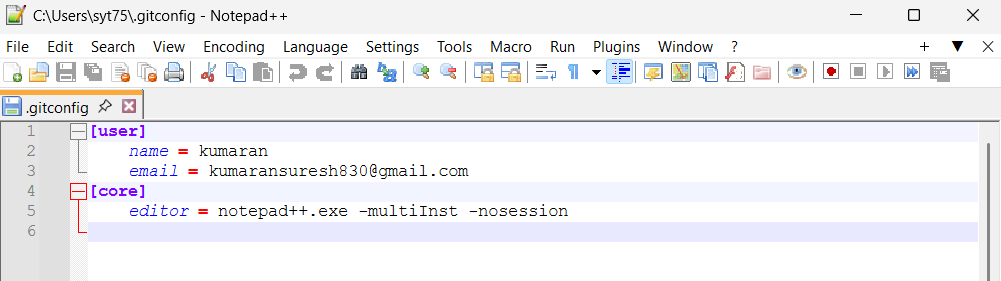 C:\Users\syt75\.gitconfig - Notepad++
File Edit Search View Encoding Language Settings Tools Macro Run Plugins Window ? + ▼ X
.gitconfig
1 [user]
2 name = kumaran
3 email = kumaransuresh830@gmail.com
4 [core]
5 editor = notepad++.exe -multiInst -nosession
6